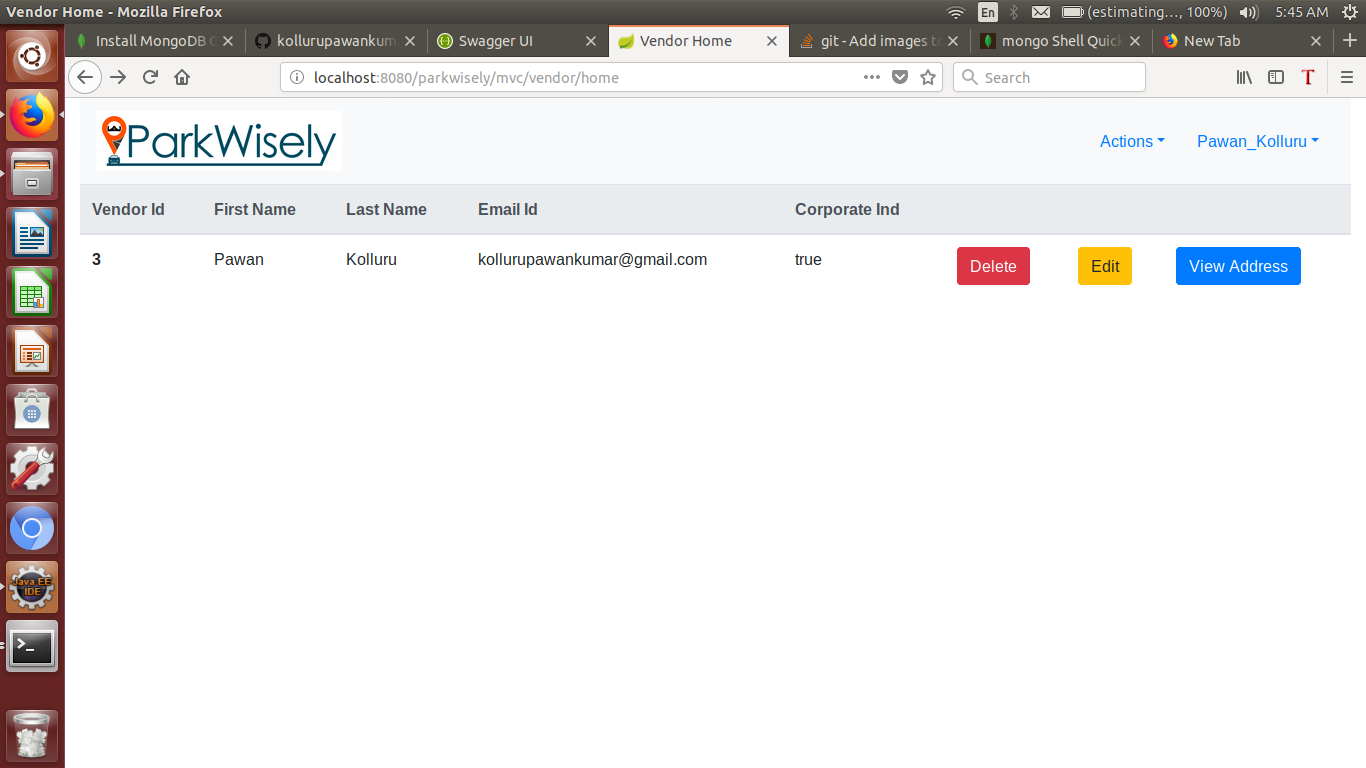 Vendor Home - Mozilla Firefox
En
(estimating..., 100%)
5:45 AM
Install MongoDB
kollurupawankum
Swagger UI
Vendor Home
git - Add images
mongo Shell Quick
New Tab
localhost:8080/parkwisely/mvc/vendor/home
Search
T
ParkWisely
Actions
Pawan_Kolluru
Vendor Id First Name Last Name Email Id Corporate Ind
3 Pawan Kolluru kollurupawankumar@gmail.com true Delete Edit View Address
Java EE
IDE
>_